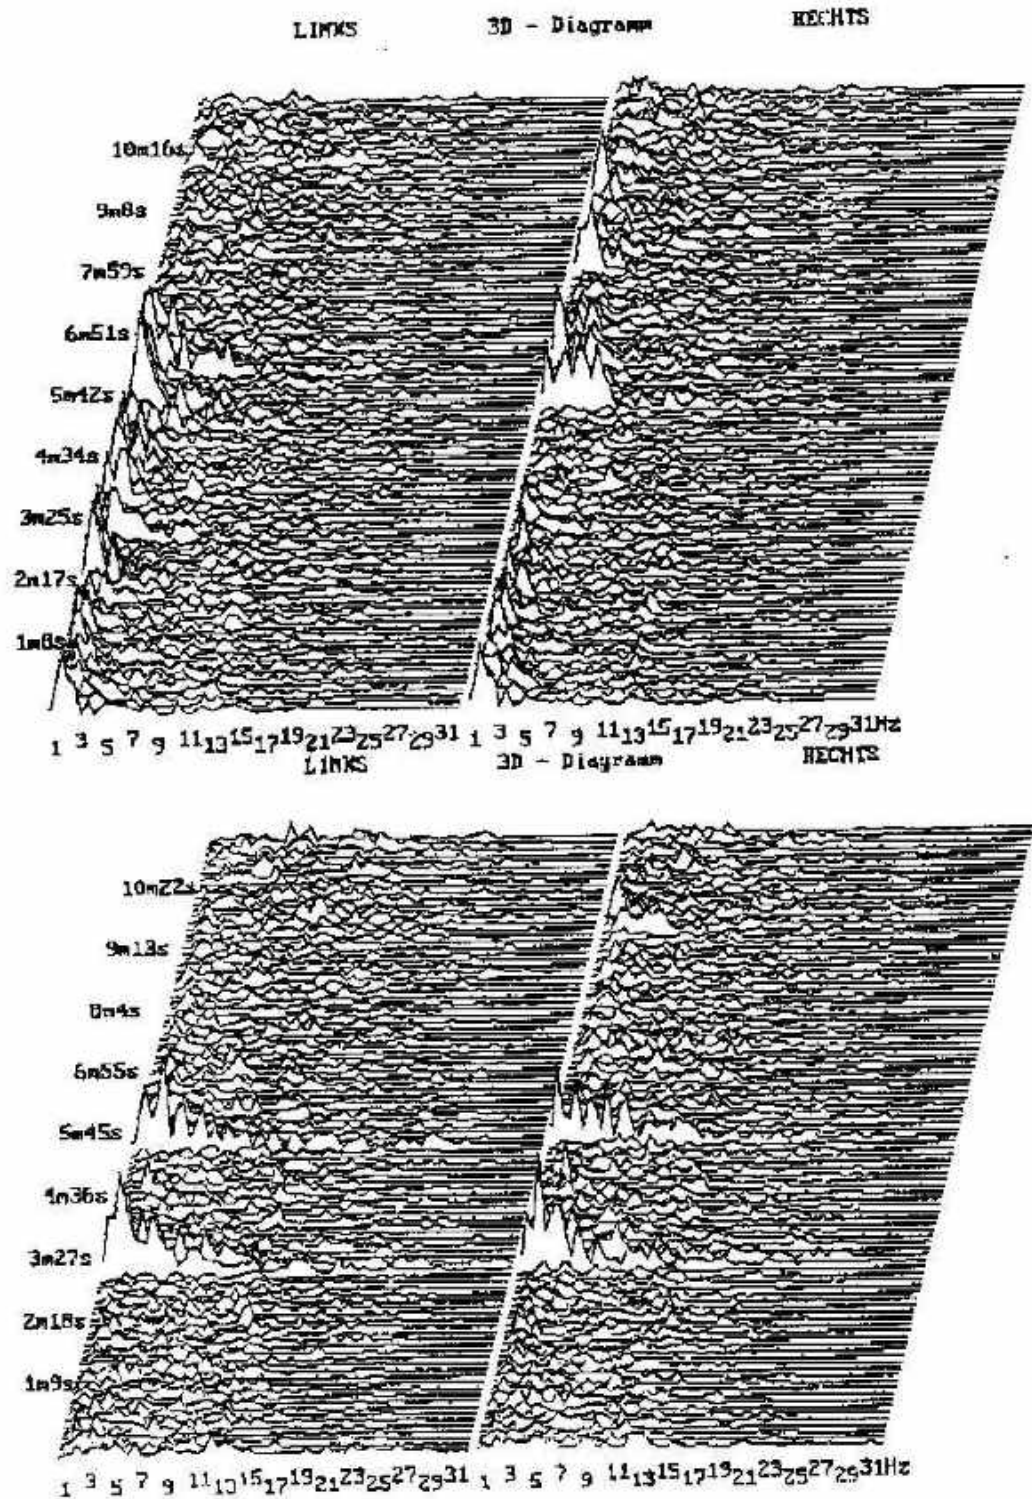 LINKS 3D - Diagramm RECHTS
10m16s
9m8s
7m59s
6m51s
5m42s
4m34s
3m25s
2m17s
1m8s
1 3 5 7 9 11 13 15 17 19 21 23 25 27 29 31 1 3 5 7 9 11 13 15 17 19 21 23 25 27 29 31Hz
LINKS 3D - Diagramm RECHTS
10m22s
9m13s
8m4s
6m55s
5m45s
4m36s
3m27s
2m18s
1m9s
1 3 5 7 9 11 13 15 17 19 21 23 25 27 29 31 1 3 5 7 9 11 13 15 17 19 21 23 25 27 29 31Hz